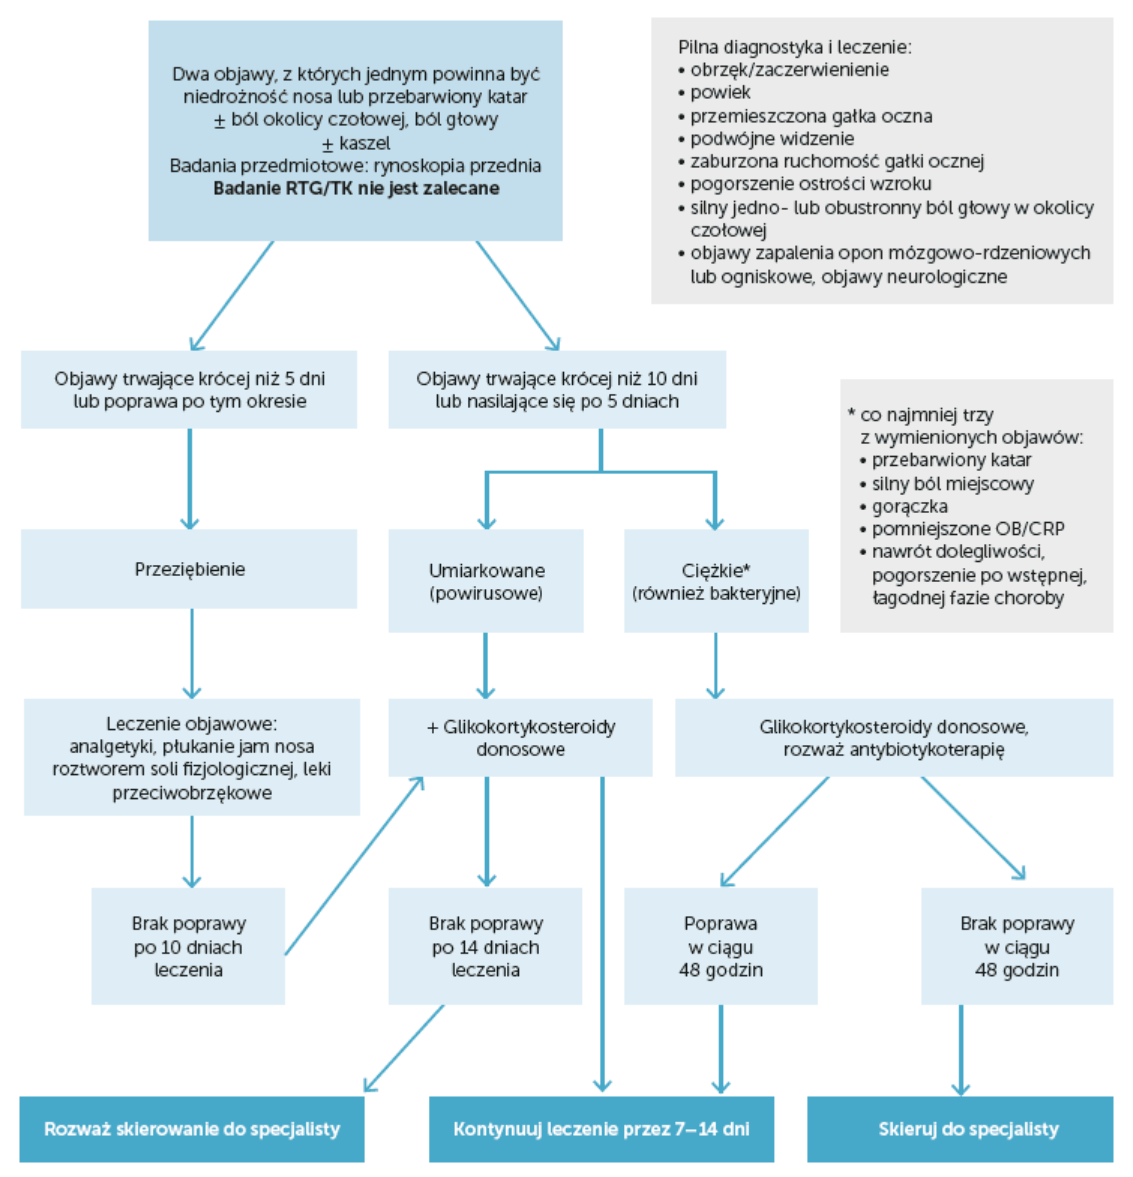 Dwa objawy, z których jednym powinna być
niedrożność nosa lub przebarwiony katar
± ból okolicy czołowej, ból głowy
± kaszel
Badania przedmiotowe: rynoskopia przednia
Badanie RTG/TK nie jest zalecane
Pilna diagnostyka i leczenie:
• obrzęk/zaczerwienienie
• powiek
• przemieszczona gałka oczna
• podwójne widzenie
• zaburzona ruchomość gałki ocznej
• pogorszenie ostrości wzroku
• silny jedno- lub obustronny ból głowy w okolicy
czołowej
• objawy zapalenia opon mózgowo-rdzeniowych
lub ogniskowe, objawy neurologiczne
Objawy trwające krócej niż 5 dni
lub poprawa po tym okresie
Objawy trwające krócej niż 10 dni
lub nasilające się po 5 dniach
* co najmniej trzy
z wymienionych objawów:
• przebarwiony katar
• silny ból miejscowy
• gorączka
• pomniejszone OB/CRP
• nawrót dolegliwości,
pogorszenie po wstępnej,
łagodnej fazie choroby
Przeziębienie
Umiarkowane
(powirusowe)
Ciężkie*
(również bakteryjne)
Leczenie objawowe:
analgetyki, płukanie jam nosa
roztworem soli fizjologicznej, leki
przeciwobrzękowe
+ Glikokortykosteroidy
donosowe
Glikokortykosteroidy donosowe,
rozważ antybiotykoterapię
Brak poprawy
po 10 dniach
leczenia
Brak poprawy
po 14 dniach
leczenia
Poprawa
w ciągu
48 godzin
Brak poprawy
w ciągu
48 godzin
Rozważ skierowanie do specjalisty
Kontynuuj leczenie przez 7–14 dni
Skieruj do specjalisty